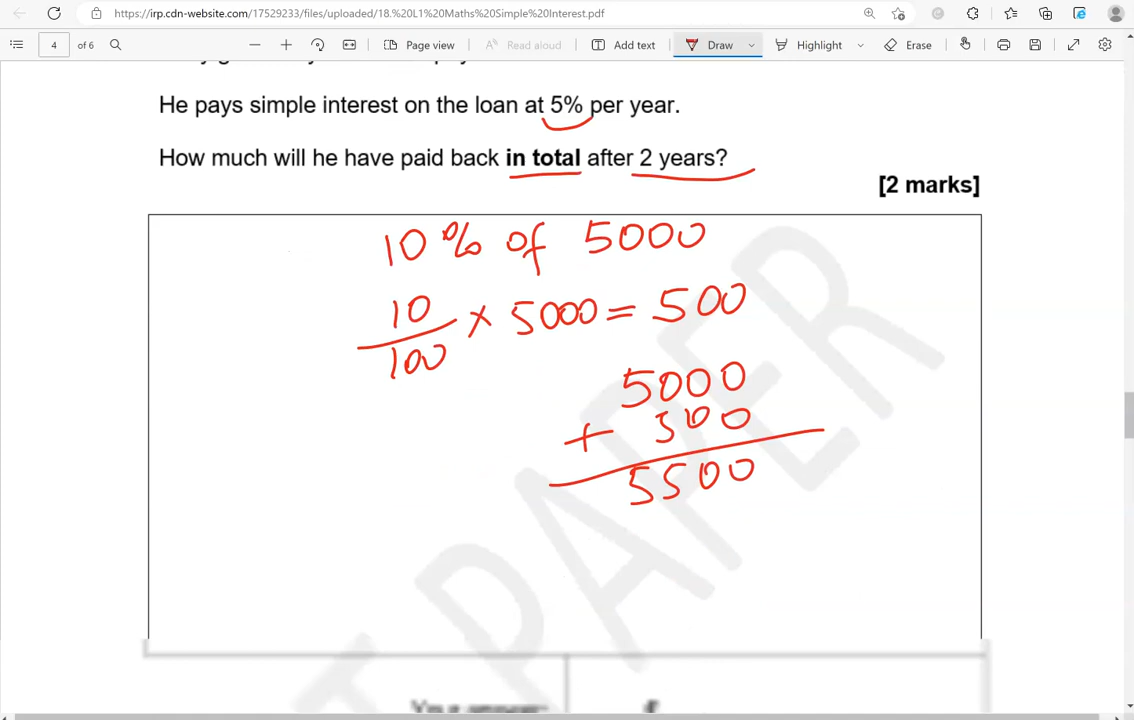 https://irp.cdn-website.com/17529233/files/uploaded/18.%20L1%20Maths%20Simple%20Interest.pdf
4 of 6
Page view
Read aloud
Add text
Draw
Highlight
Erase
He pays simple interest on the loan at 5% per year.
How much will he have paid back in total after 2 years?
[2 marks]
10% of 5000
10/100 × 5000 = 500
5000
+ 500
5500
T PAPER
Your answer: £